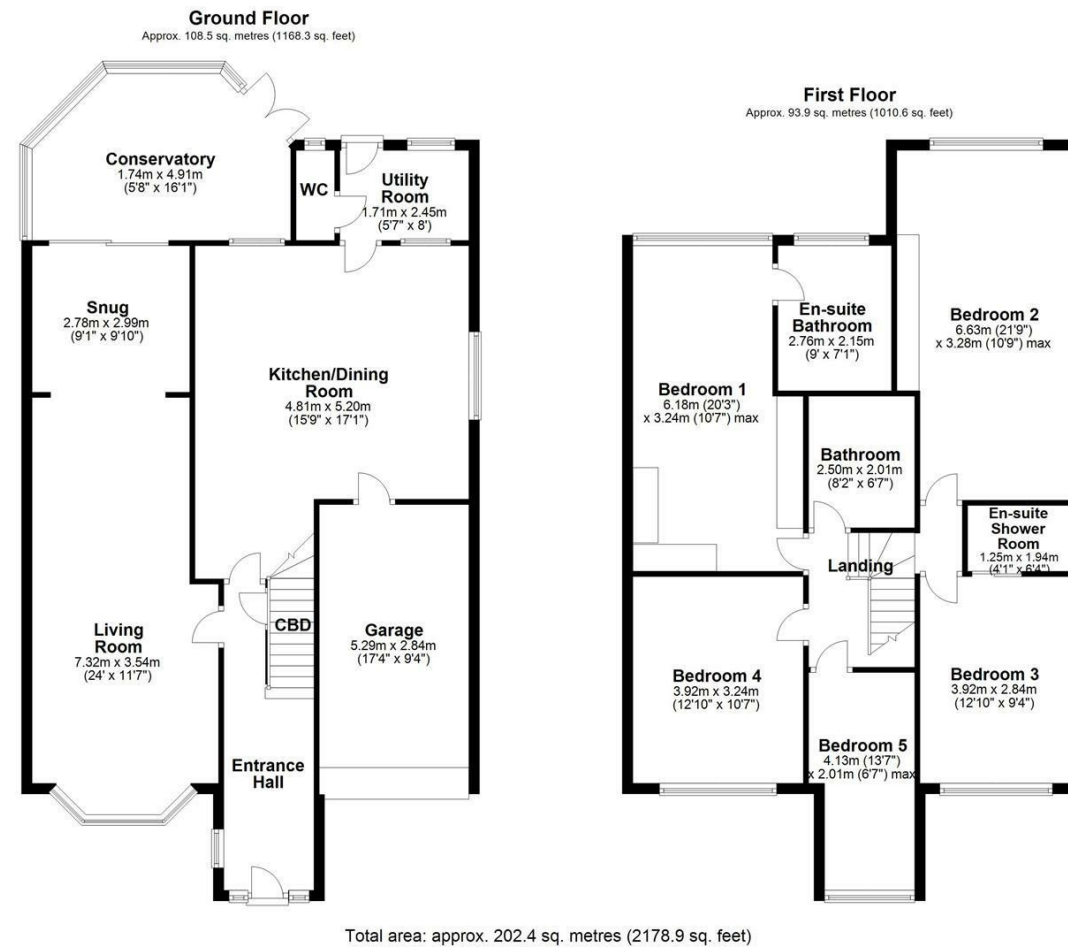 Ground Floor
Approx. 108.5 sq. metres (1168.3 sq. feet)
Conservatory
1.74m x 4.91m
(5'8" x 16'1")
WC
Utility
Room
1.71m x 2.45m
(5'7" x 8')
Snug
2.78m x 2.99m
(9'1" x 9'10")
Kitchen/Dining
Room
4.81m x 5.20m
(15'9" x 17'1")
Living
Room
7.32m x 3.54m
(24' x 11'7")
CBD
Garage
5.29m x 2.84m
(17'4" x 9'4")
Entrance
Hall
First Floor
Approx. 93.9 sq. metres (1010.6 sq. feet)
En-suite
Bathroom
2.76m x 2.15m
(9' x 7'1")
Bedroom 2
6.63m (21'9")
x 3.28m (10'9") max
Bedroom 1
6.18m (20'3")
x 3.24m (10'7") max
Bathroom
2.50m x 2.01m
(8'2" x 6'7")
En-suite
Shower
Room
1.25m x 1.94m
(4'1" x 6'4")
Landing
Bedroom 4
3.92m x 3.24m
(12'10" x 10'7")
Bedroom 3
3.92m x 2.84m
(12'10" x 9'4")
Bedroom 5
4.13m (13'7")
x 2.01m (6'7") max
Total area: approx. 202.4 sq. metres (2178.9 sq. feet)